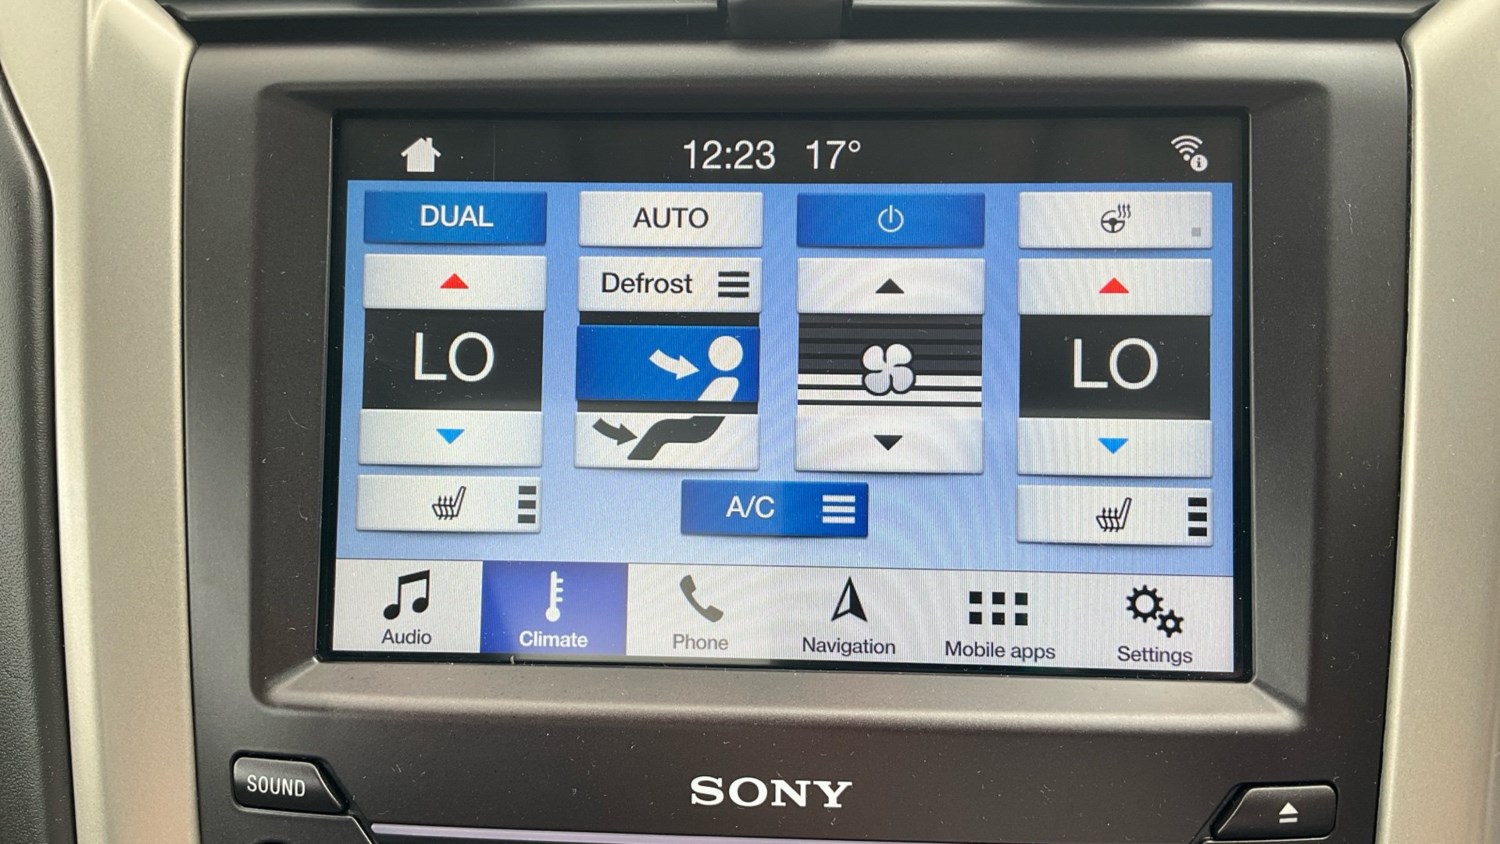 12:23 17°
DUAL
AUTO
Defrost
LO
LO
A/C
Audio
Climate
Phone
Navigation
Mobile apps
Settings
SOUND
SONY